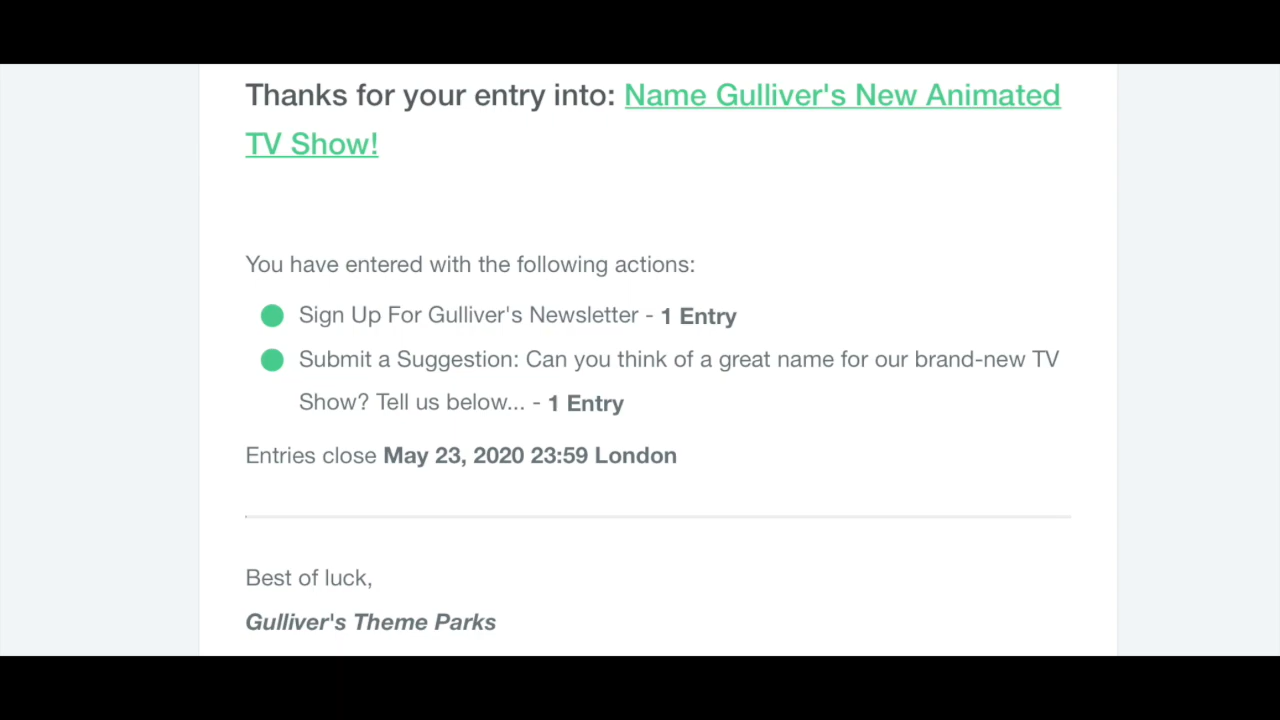 Thanks for your entry into: Name Gulliver's New Animated
TV Show!
You have entered with the following actions:
Sign Up For Gulliver's Newsletter - 1 Entry
Submit a Suggestion: Can you think of a great name for our brand-new TV
Show? Tell us below... - 1 Entry
Entries close May 23, 2020 23:59 London
Best of luck,
Gulliver's Theme Parks